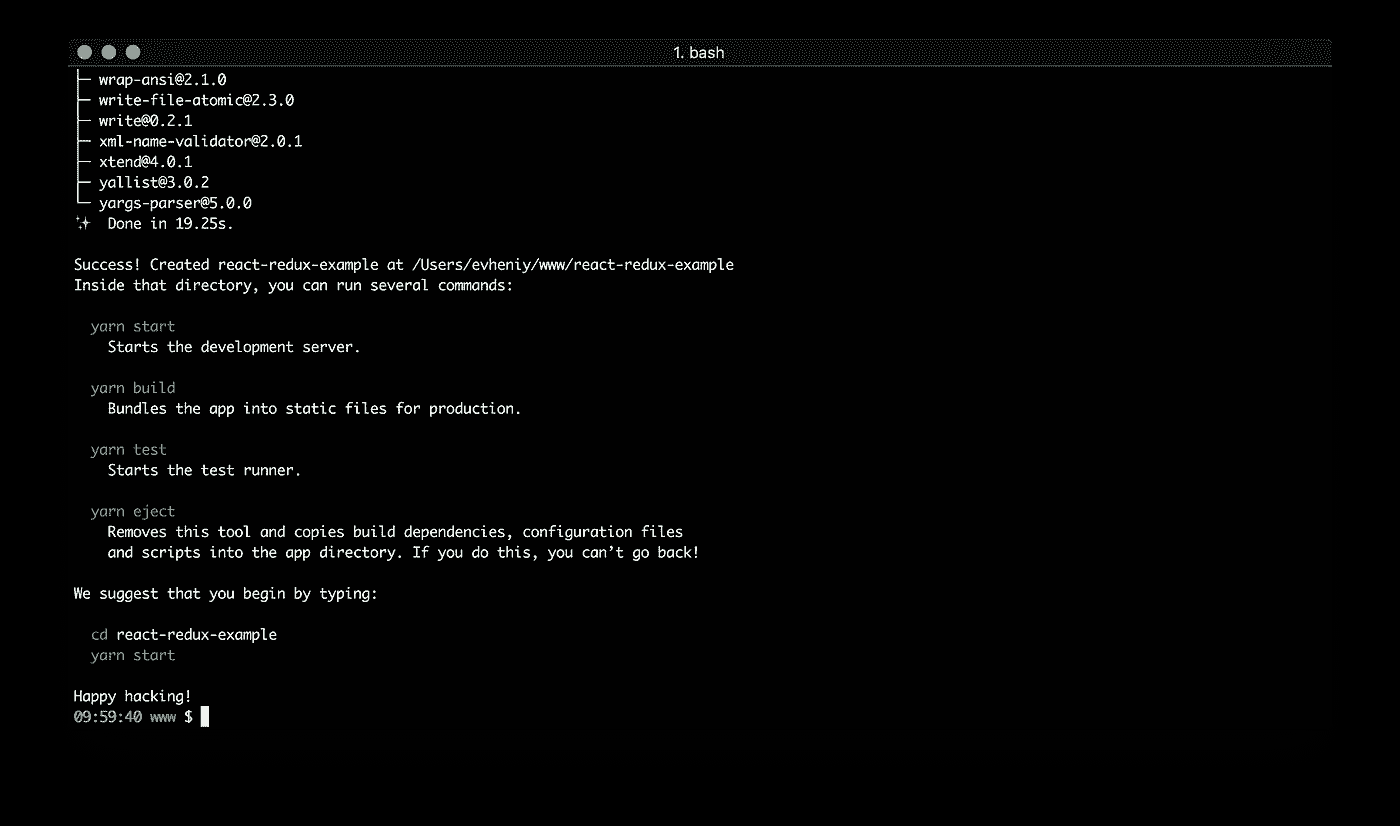 1. bash
├─ wrap-ansi@2.1.0
├─ write-file-atomic@2.3.0
├─ write@0.2.1
├─ xml-name-validator@2.0.1
├─ xtend@4.0.1
├─ yallist@3.0.2
└─ yargs-parser@5.0.0
✨  Done in 19.25s.
Success! Created react-redux-example at /Users/evheniy/www/react-redux-example
Inside that directory, you can run several commands:
yarn start
Starts the development server.
yarn build
Bundles the app into static files for production.
yarn test
Starts the test runner.
yarn eject
Removes this tool and copies build dependencies, configuration files
and scripts into the app directory. If you do this, you can’t go back!
We suggest that you begin by typing:
cd react-redux-example
yarn start
Happy hacking!
09:59:40 www $